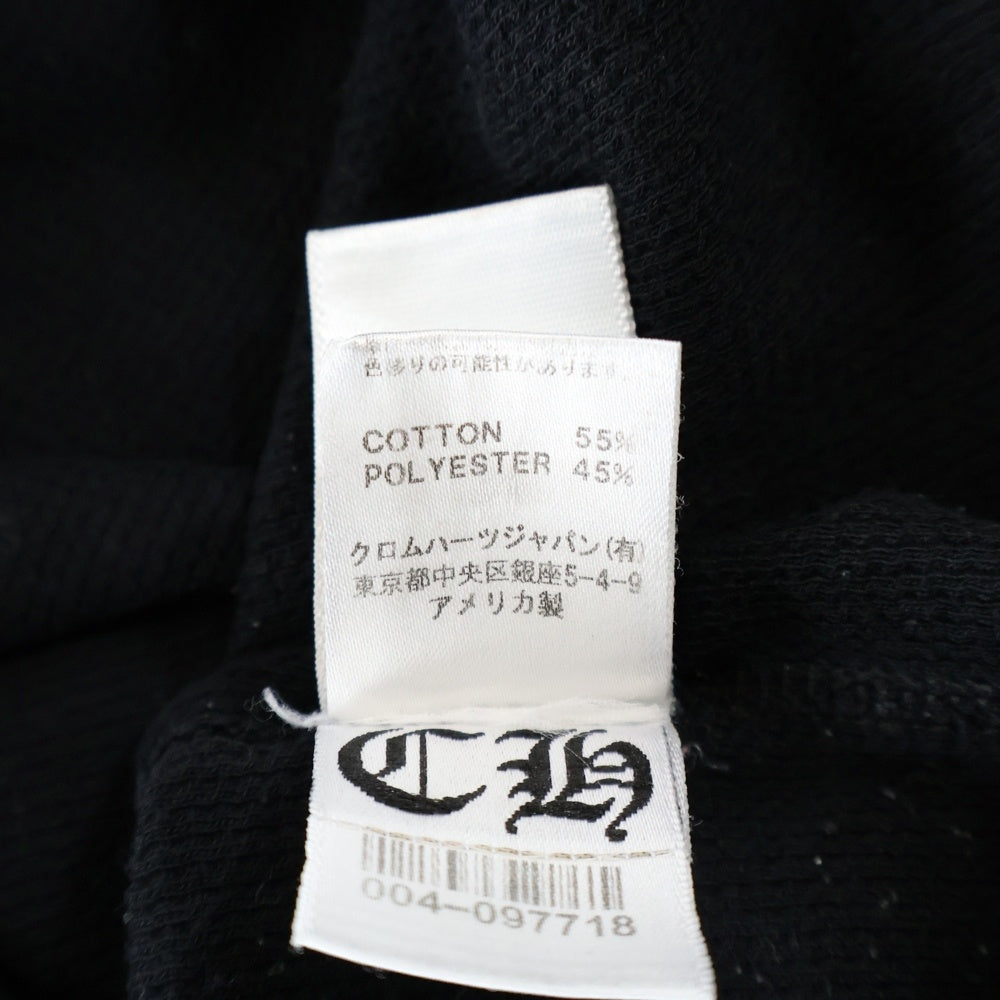 色移りの可能性があります。
COTTON 55%
POLYESTER 45%
クロムハーツジャパン(有)
東京都中央区銀座5-4-9
アメリカ製
CH
004-097718